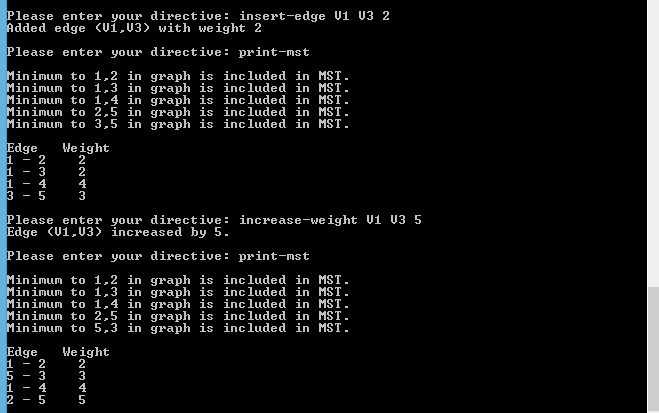 Please enter your directive: insert-edge V1 V3 2
Added edge (V1,V3) with weight 2
Please enter your directive: print-mst
Minimum to 1,2 in graph is included in MST.
Minimum to 1,3 in graph is included in MST.
Minimum to 1,4 in graph is included in MST.
Minimum to 2,5 in graph is included in MST.
Minimum to 3,5 in graph is included in MST.
Edge   Weight
1 - 2    2
1 - 3    2
1 - 4    4
3 - 5    3
Please enter your directive: increase-weight V1 V3 5
Edge (V1,V3) increased by 5.
Please enter your directive: print-mst
Minimum to 1,2 in graph is included in MST.
Minimum to 1,3 in graph is included in MST.
Minimum to 1,4 in graph is included in MST.
Minimum to 2,5 in graph is included in MST.
Minimum to 5,3 in graph is included in MST.
Edge   Weight
1 - 2    2
5 - 3    3
1 - 4    4
2 - 5    5